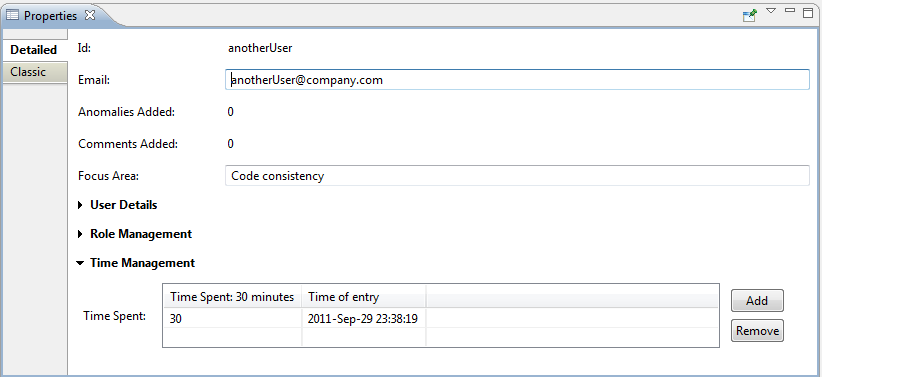 Properties
Detailed
Classic
Id: anotherUser
Email: anotherUser@company.com
Anomalies Added: 0
Comments Added: 0
Focus Area: Code consistency
User Details
Role Management
Time Management
Time Spent:
Time Spent: 30 minutes Time of entry
30 2011-Sep-29 23:38:19
Add
Remove